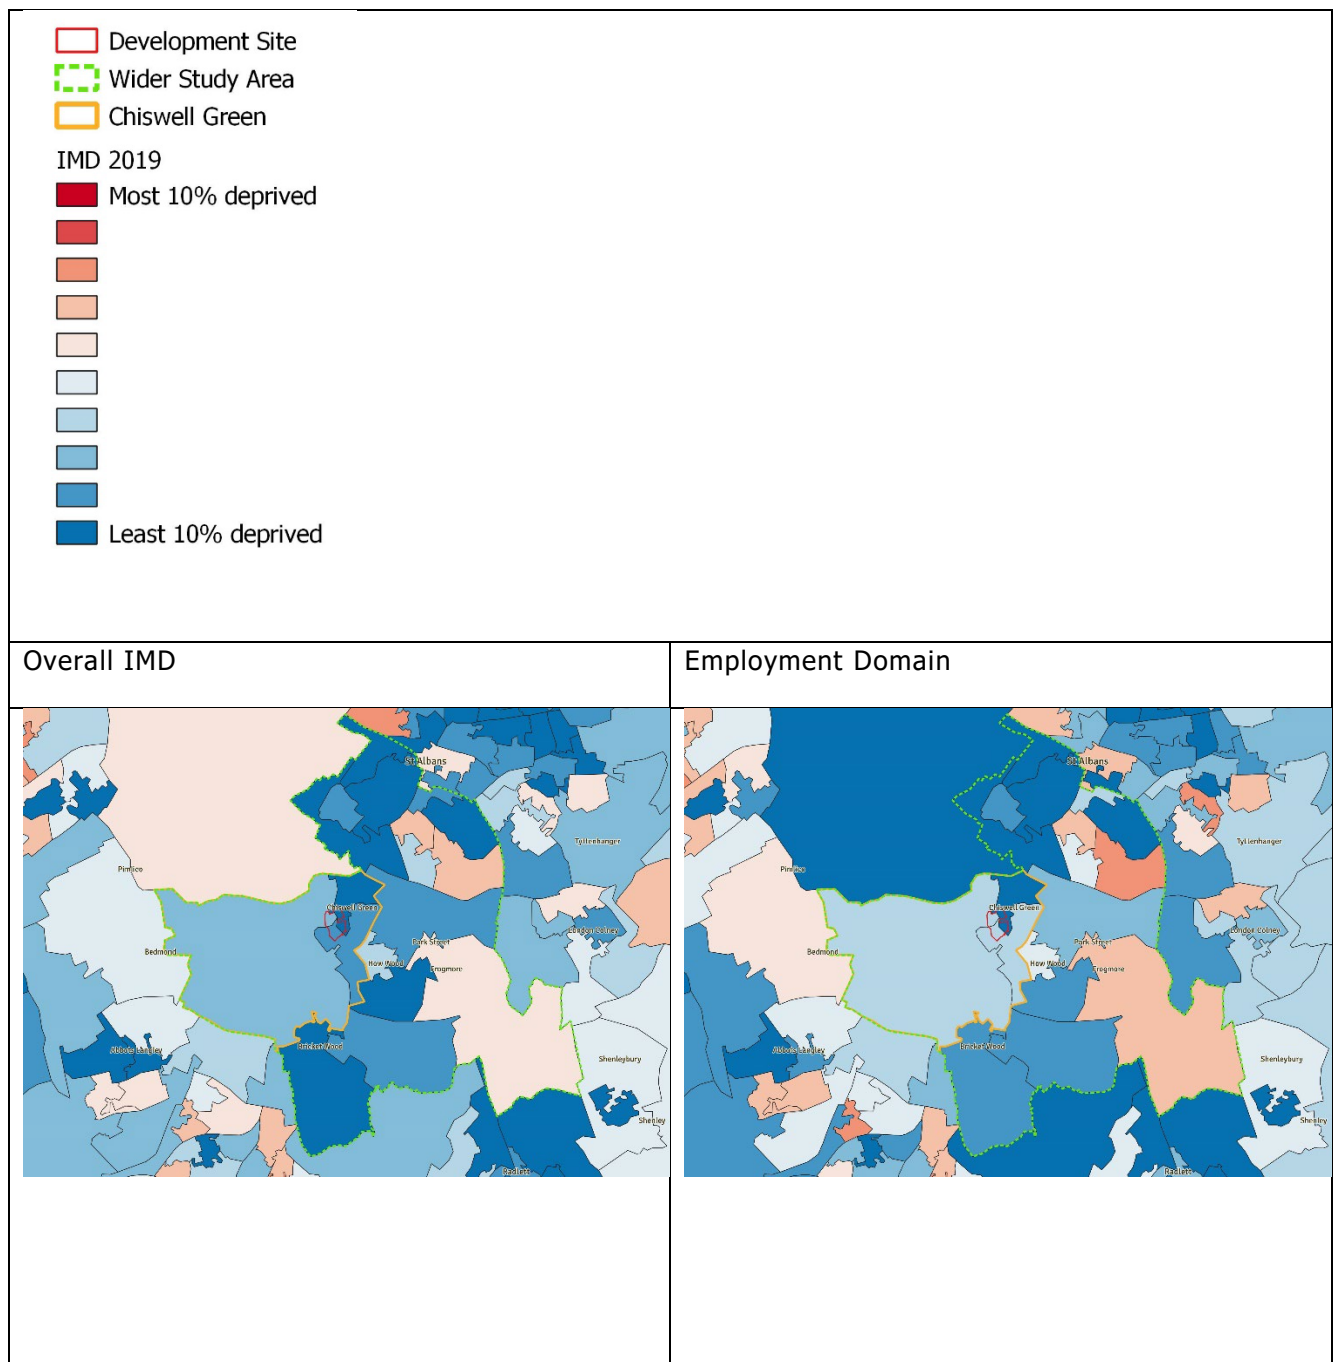 Development Site
Wider Study Area
Chiswell Green
IMD 2019
Most 10% deprived
Least 10% deprived
Overall IMD
Employment Domain
St Albans
Tyttenhanger
Pimlico
Chiswell Green
London Colney
Park Street
Bedmond
How Wood
Frogmore
Bricket Wood
Abbots Langley
Shenleybury
Shenley
Radlett
St Albans
Tyttenhanger
Pimlico
Chiswell Green
London Colney
Park Street
Bedmond
How Wood
Frogmore
Bricket Wood
Abbots Langley
Shenleybury
Shenley
Radlett